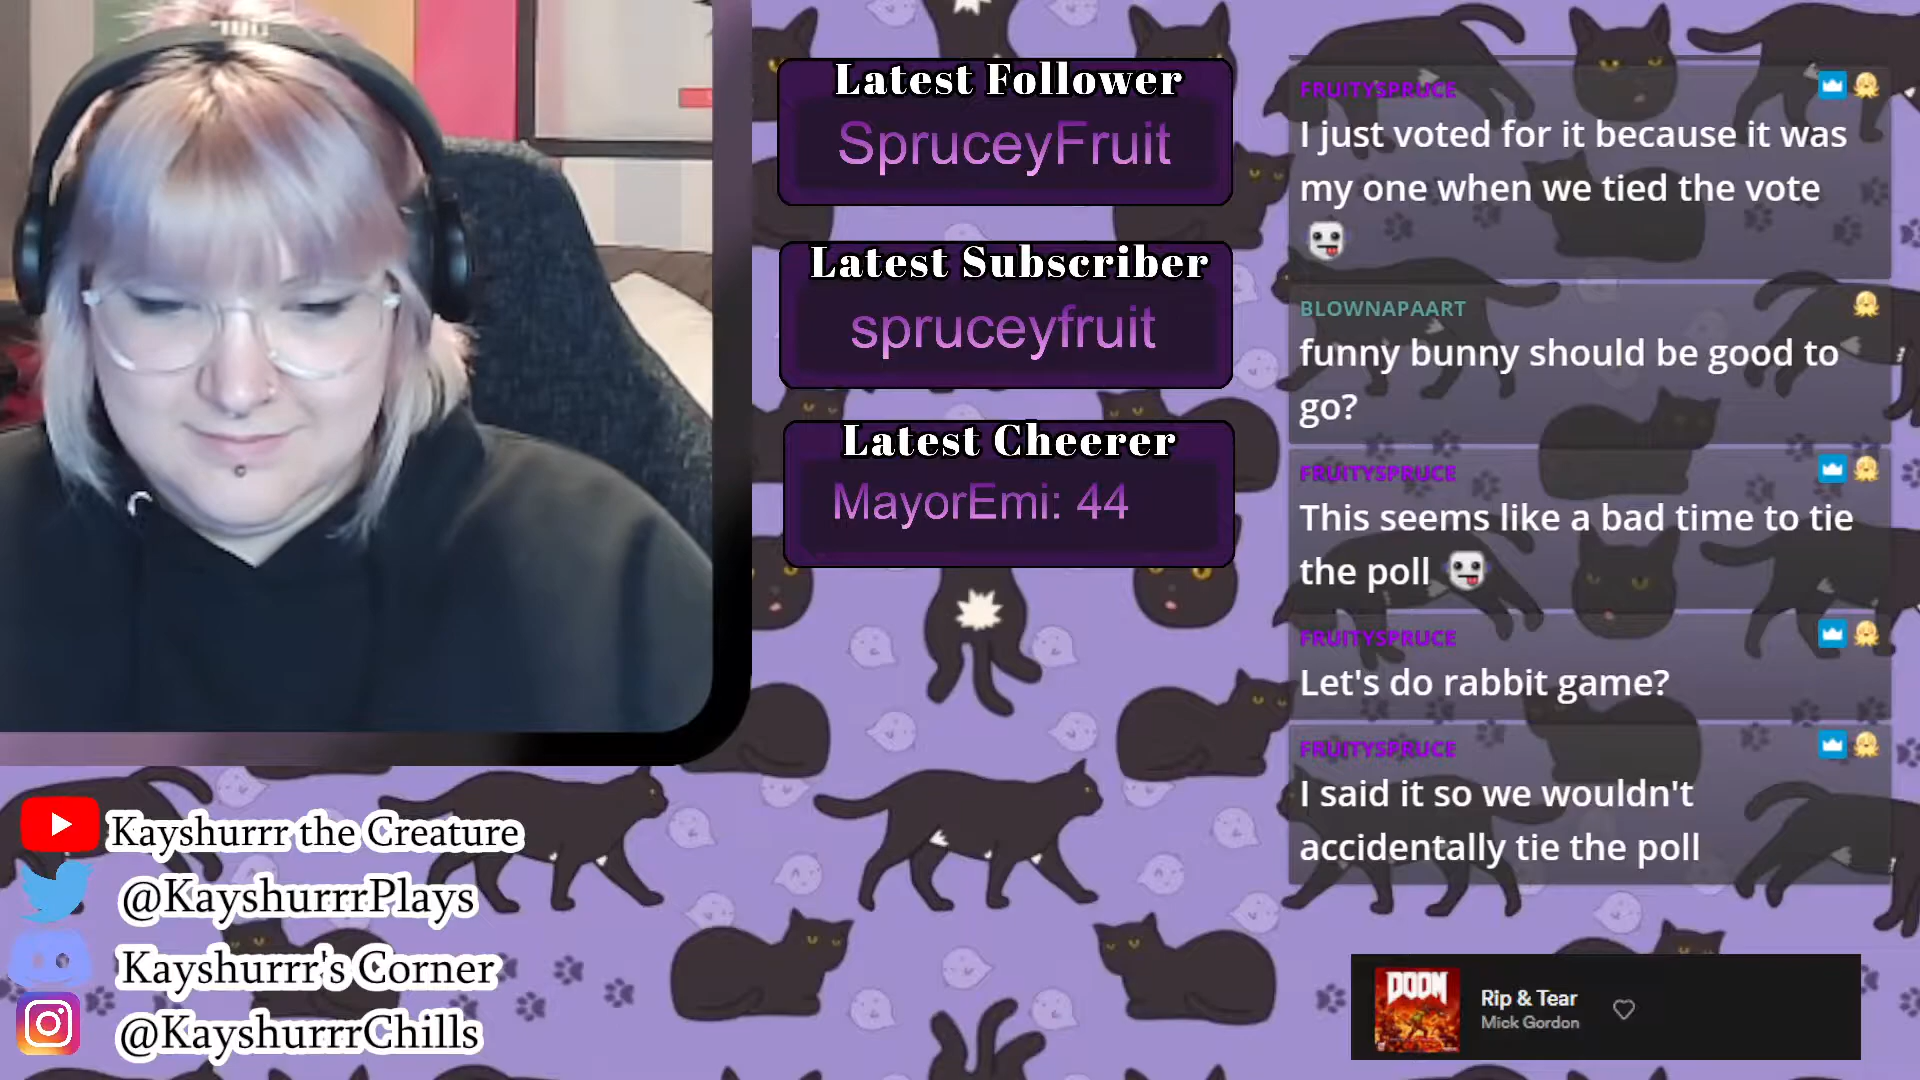 Latest Follower
SpruceyFruit
Latest Subscriber
spruceyfruit
Latest Cheerer
MayorEmi: 44
FRUITYSPRUCE
I just voted for it because it was
my one when we tied the vote
BLOWNAPAART
funny bunny should be good to
go?
FRUITYSPRUCE
This seems like a bad time to tie
the poll
FRUITYSPRUCE
Let's do rabbit game?
FRUITYSPRUCE
I said it so we wouldn't
accidentally tie the poll
Kayshurrr the Creature
@KayshurrrPlays
Kayshurrr's Corner
@KayshurrrChills
DOOM
Rip & Tear
Mick Gordon